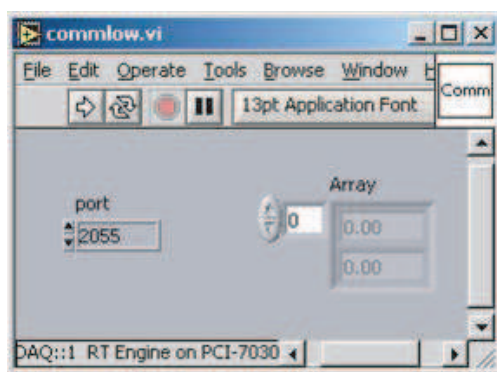 commlow.vi
File Edit Operate Tools Browse Window H
13pt Application Font
Comm
Array
port
2055
0
0.00
0.00
DAQ::1 RT Engine on PCI-7030